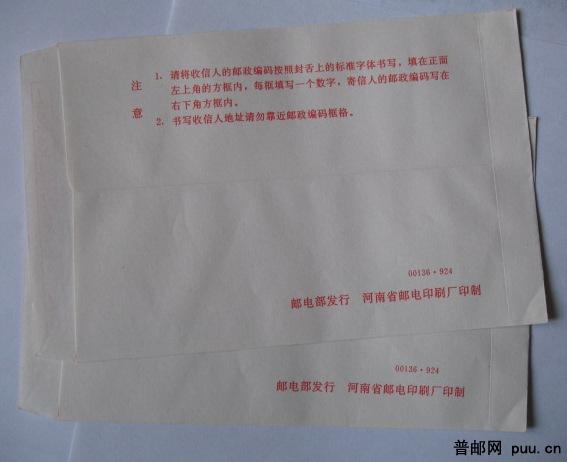 注意
1. 请将收信人的邮政编码按照封舌上的标准字体书写，填在正面
左上角的方框内，每框填写一个数字，寄信人的邮政编码写在
右下角方框内。
2. 书写收信人地址请勿靠近邮政编码框格。
00136·924
邮电部发行 河南省邮电印刷厂印制
00136·924
邮电部发行 河南省邮电印刷厂印制
普邮网 puu.cn